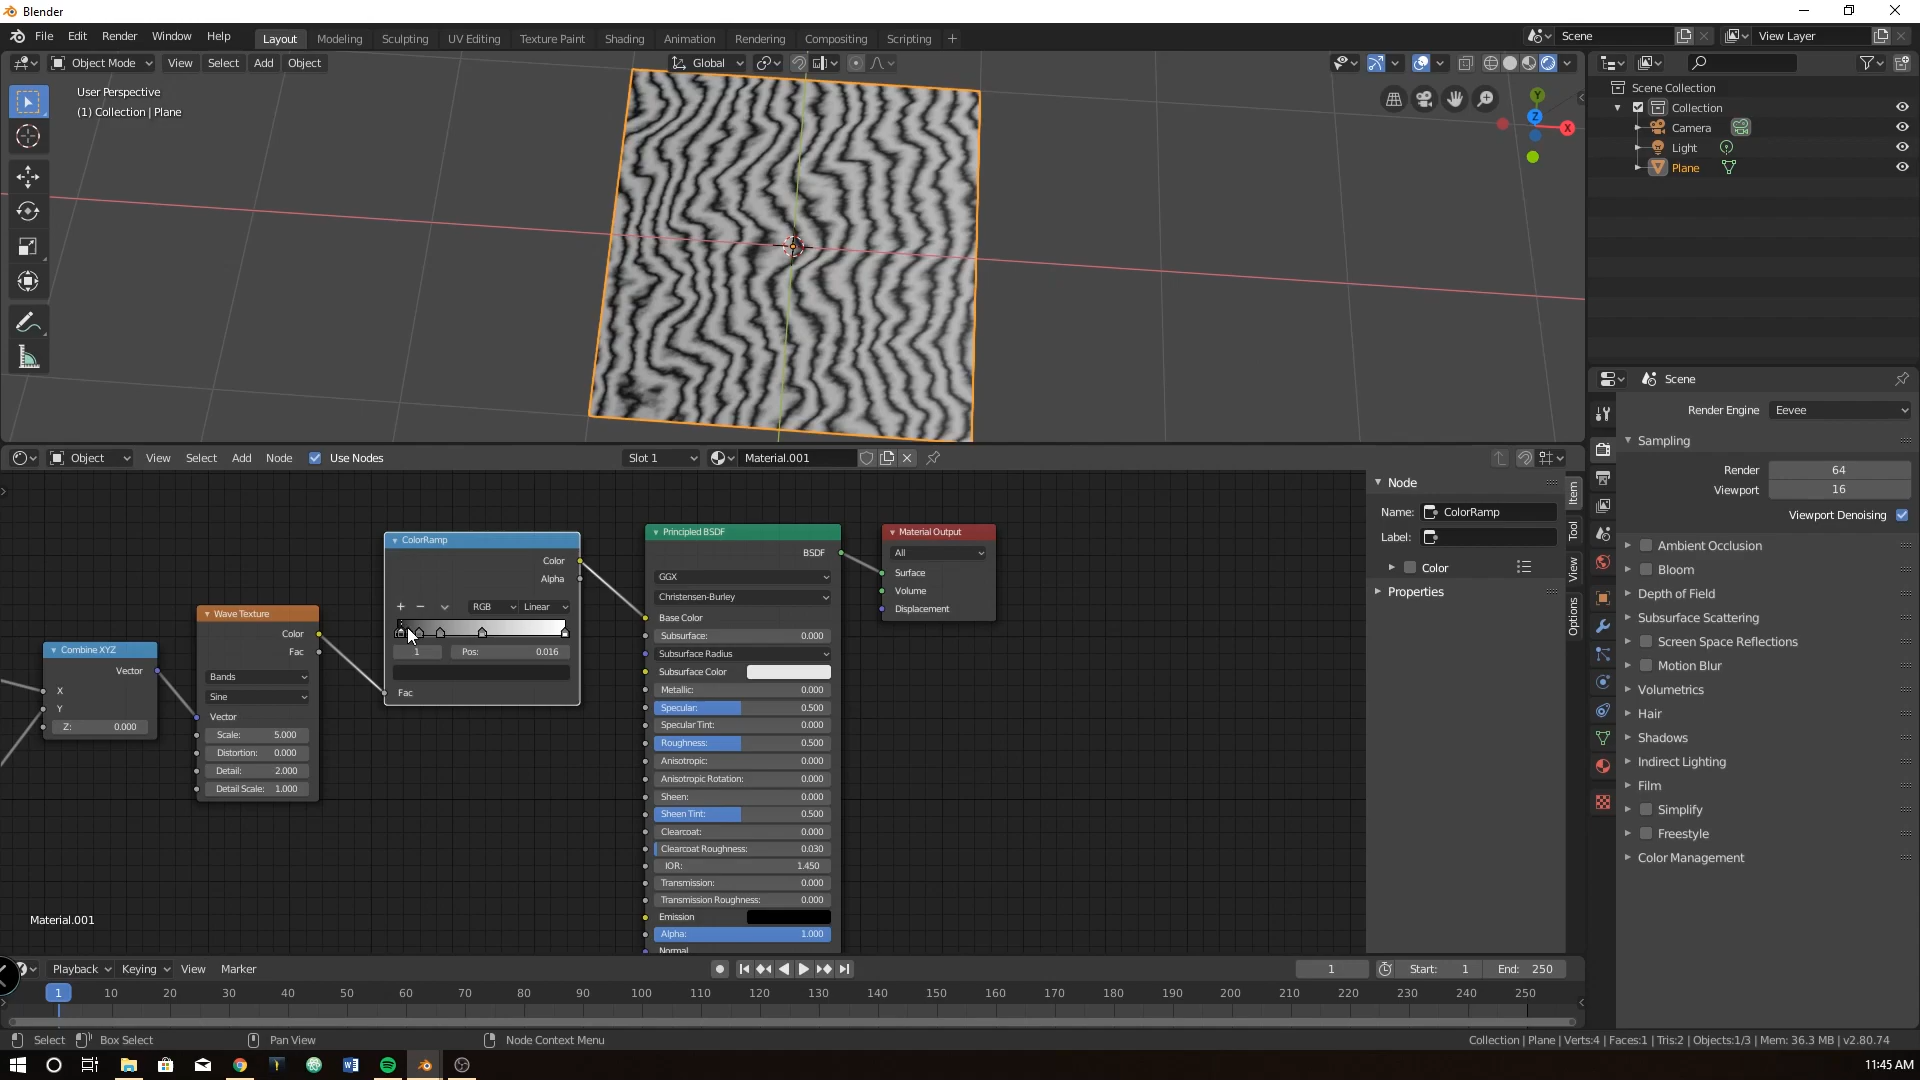 Blender
File Edit Render Window Help
Layout Modeling Sculpting UV Editing Texture Paint Shading Animation Rendering Compositing Scripting +
Scene
View Layer
Object Mode View Select Add Object
Global
User Perspective
(1) Collection | Plane
Y
Z
X
Scene Collection
Collection
Camera
Light
Plane
Scene
Render Engine Eevee
Sampling
Render 64
Viewport 16
Viewport Denoising
Ambient Occlusion
Bloom
Depth of Field
Subsurface Scattering
Screen Space Reflections
Motion Blur
Volumetrics
Hair
Shadows
Indirect Lighting
Film
Simplify
Freestyle
Color Management
Object View Select Add Node Use Nodes
Slot 1 Material.001
Combine XYZ
Vector
X
Y
Z: 0.000
Wave Texture
Color
Fac
Bands
Sine
Vector
Scale: 5.000
Distortion: 0.000
Detail: 2.000
Detail Scale: 1.000
ColorRamp
Color
Alpha
+ − RGB Linear
1 Pos: 0.016
Fac
Principled BSDF
BSDF
GGX
Christensen-Burley
Base Color
Subsurface: 0.000
Subsurface Radius
Subsurface Color
Metallic: 0.000
Specular: 0.500
Specular Tint: 0.000
Roughness: 0.500
Anisotropic: 0.000
Anisotropic Rotation: 0.000
Sheen: 0.000
Sheen Tint: 0.500
Clearcoat: 0.000
Clearcoat Roughness: 0.030
IOR: 1.450
Transmission: 0.000
Transmission Roughness: 0.000
Emission
Alpha: 1.000
Normal
Material Output
All
Surface
Volume
Displacement
Node
Name: ColorRamp
Label:
Color
Properties
Item
Tool
View
Options
Material.001
Playback Keying View Marker
1 Start: 1 End: 250
1 10 20 30 40 50 60 70 80 90 100 110 120 130 140 150 160 170 180 190 200 210 220 230 240 250
Select Box Select Pan View Node Context Menu
Collection | Plane | Verts:4 | Faces:1 | Tris:2 | Objects:1/3 | Mem: 36.3 MB | v2.80.74
11:45 AM